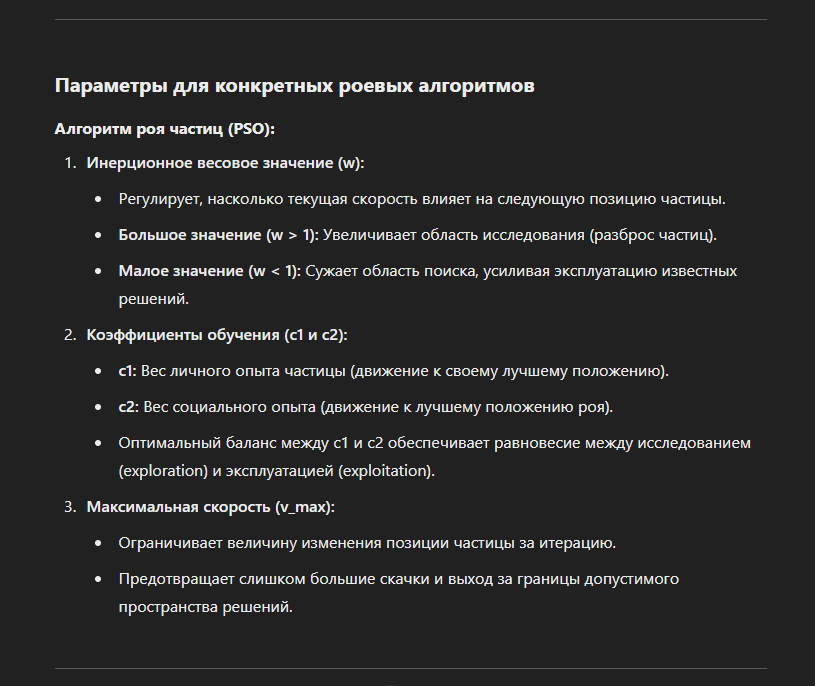 Параметры для конкретных роевых алгоритмов
Алгоритм роя частиц (PSO):
1. Инерционное весовое значение (w):
• Регулирует, насколько текущая скорость влияет на следующую позицию частицы.
• Большое значение (w > 1): Увеличивает область исследования (разброс частиц).
• Малое значение (w < 1): Сужает область поиска, усиливая эксплуатацию известных
решений.
2. Коэффициенты обучения (c1 и c2):
• c1: Вес личного опыта частицы (движение к своему лучшему положению).
• c2: Вес социального опыта (движение к лучшему положению роя).
• Оптимальный баланс между c1 и c2 обеспечивает равновесие между исследованием
(exploration) и эксплуатацией (exploitation).
3. Максимальная скорость (v_max):
• Ограничивает величину изменения позиции частицы за итерацию.
• Предотвращает слишком большие скачки и выход за границы допустимого
пространства решений.